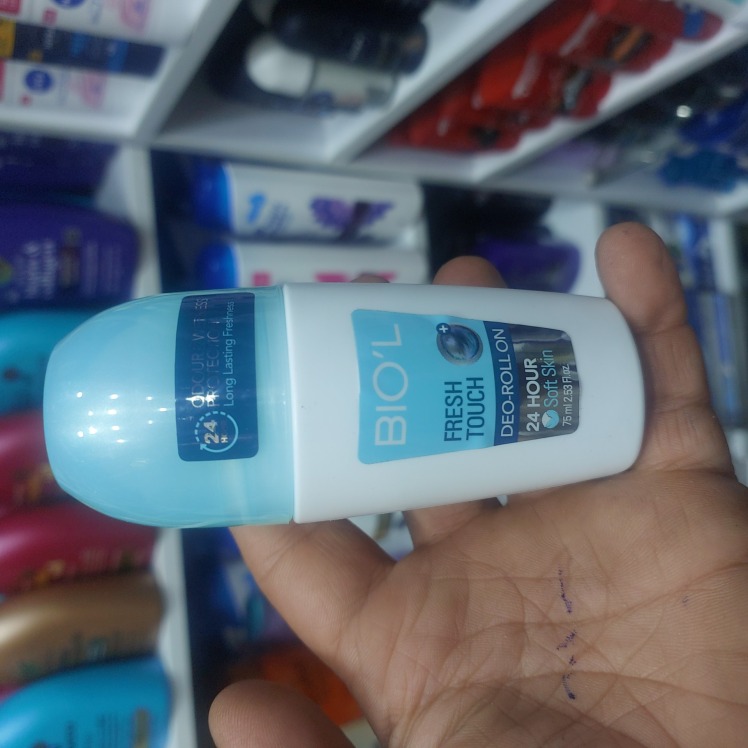 BIO'L
FRESH
TOUCH
DEO-ROLL ON
24 HOUR
Soft Skin
75 ml 2.53 Fl oz.
24
H
Long Lasting Freshness